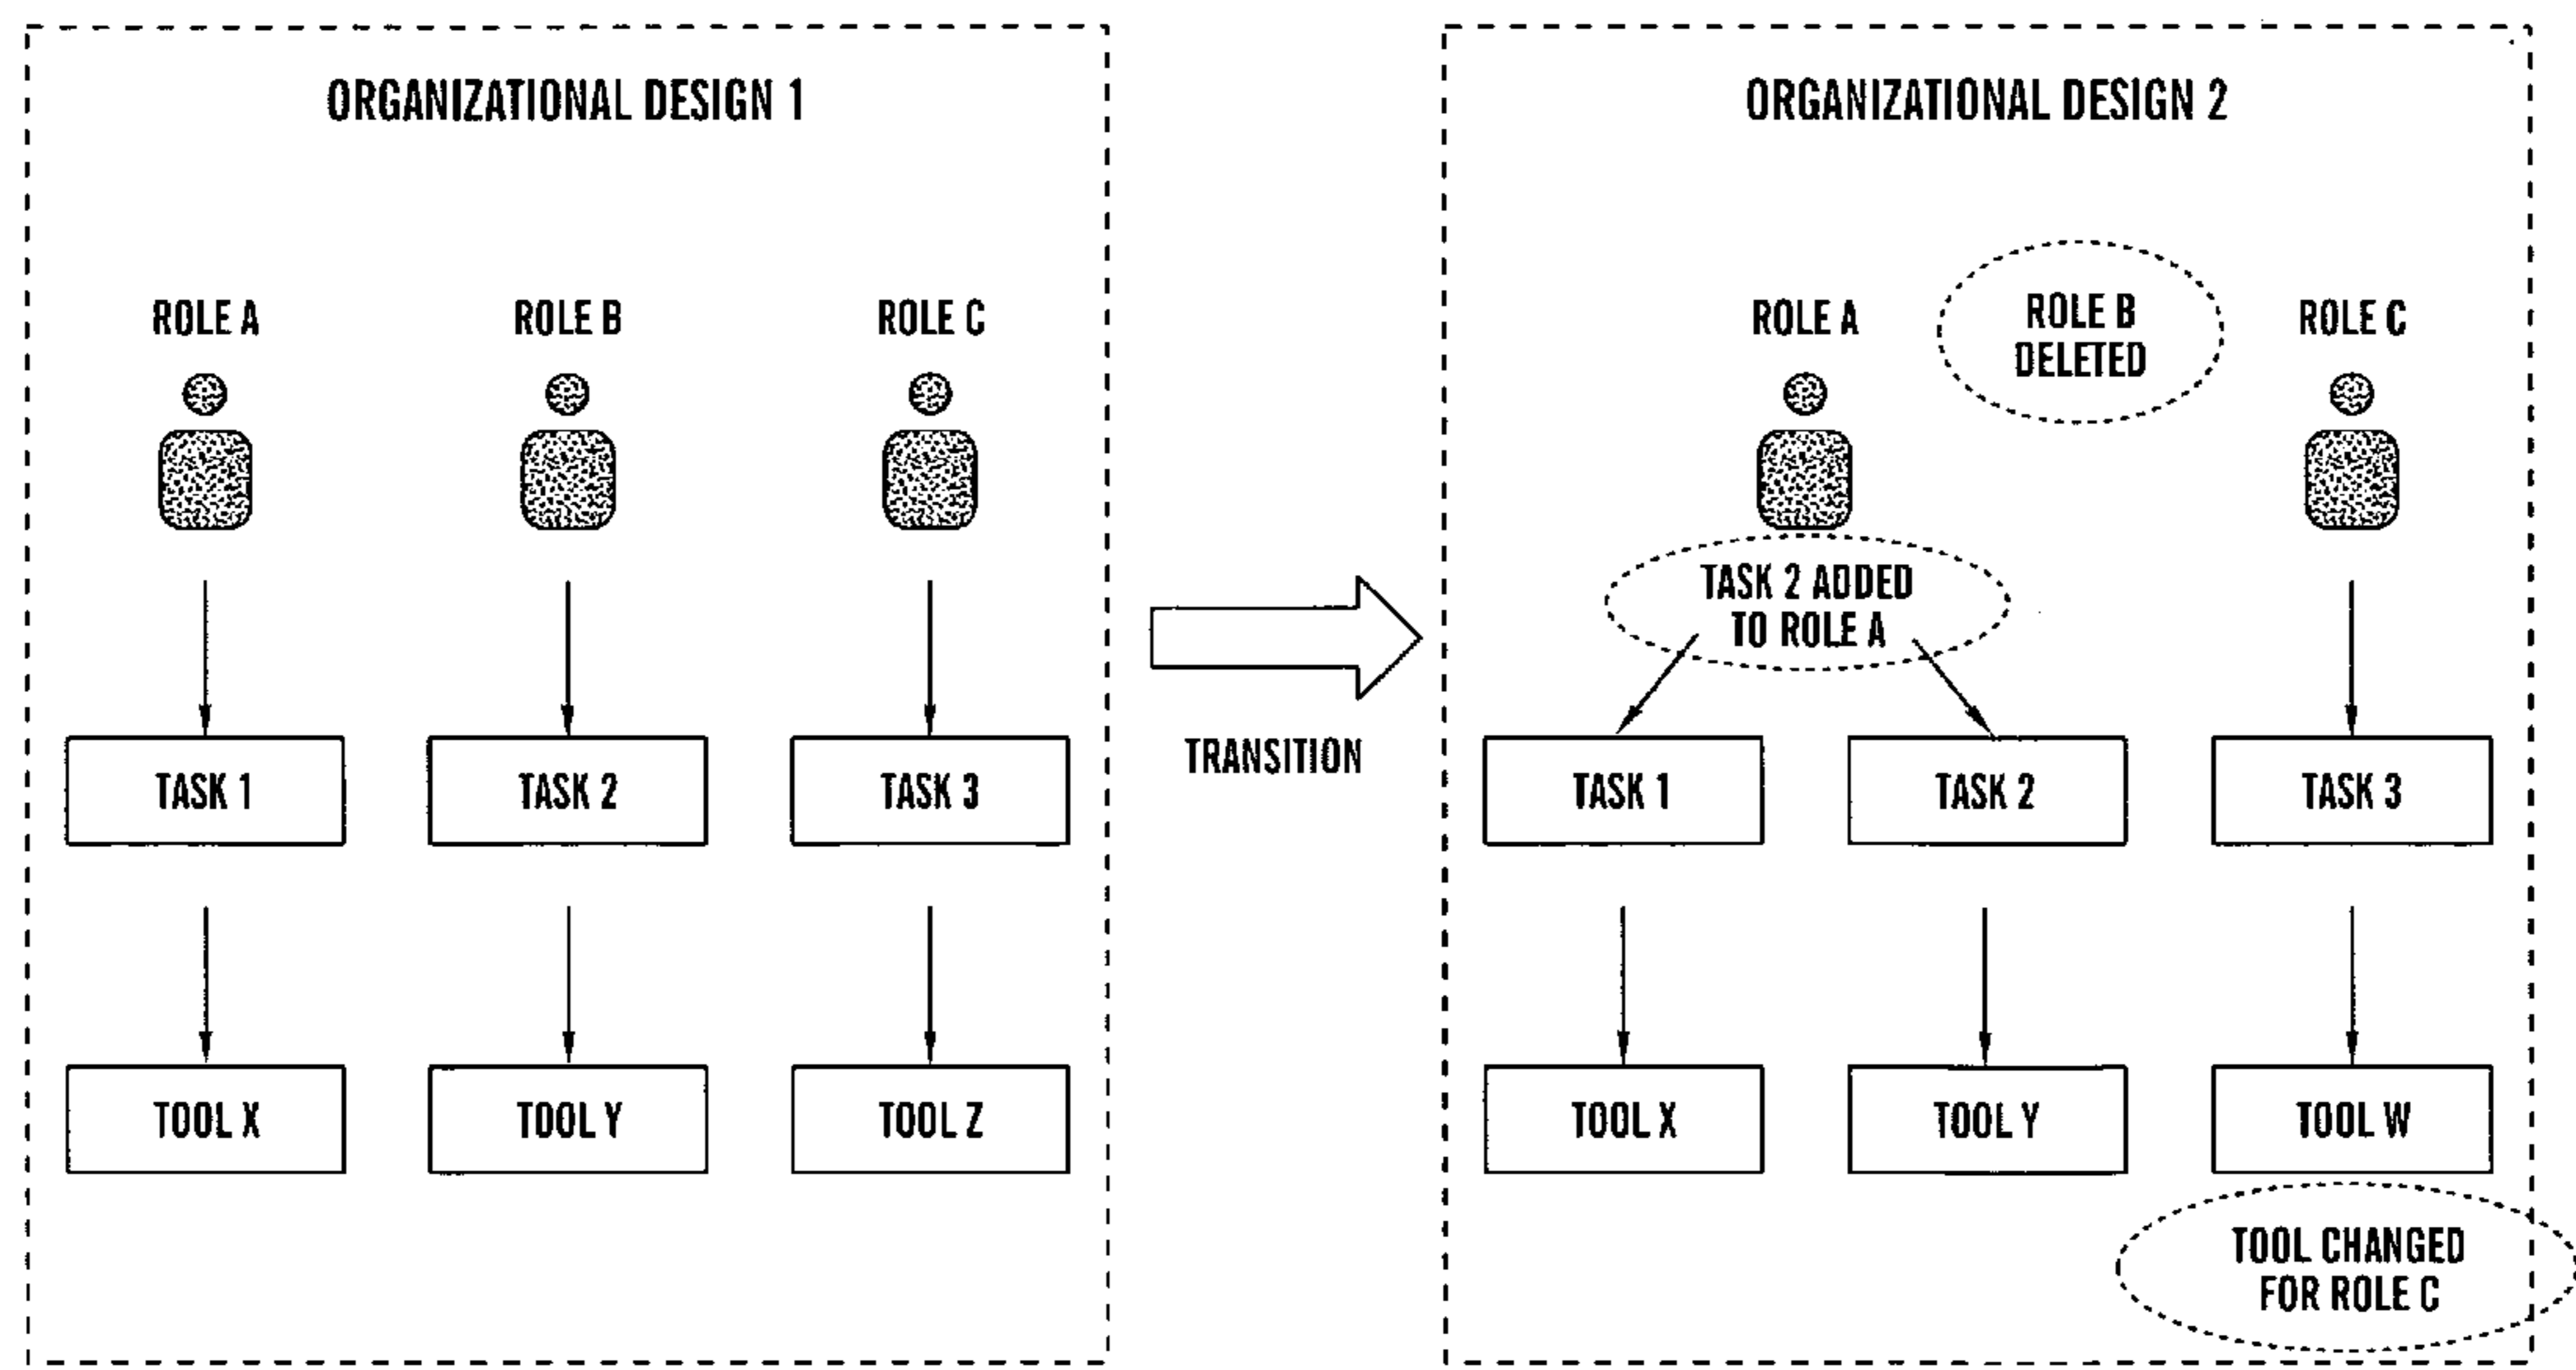 ORGANIZATIONAL DESIGN 1
ROLE A
ROLE B
ROLE C
TASK 1
TASK 2
TASK 3
TOOL X
TOOL Y
TOOL Z
TRANSITION
ORGANIZATIONAL DESIGN 2
ROLE A
ROLE B
DELETED
ROLE C
TASK 2 ADDED
TO ROLE A
TASK 1
TASK 2
TASK 3
TOOL X
TOOL Y
TOOL W
TOOL CHANGED
FOR ROLE C